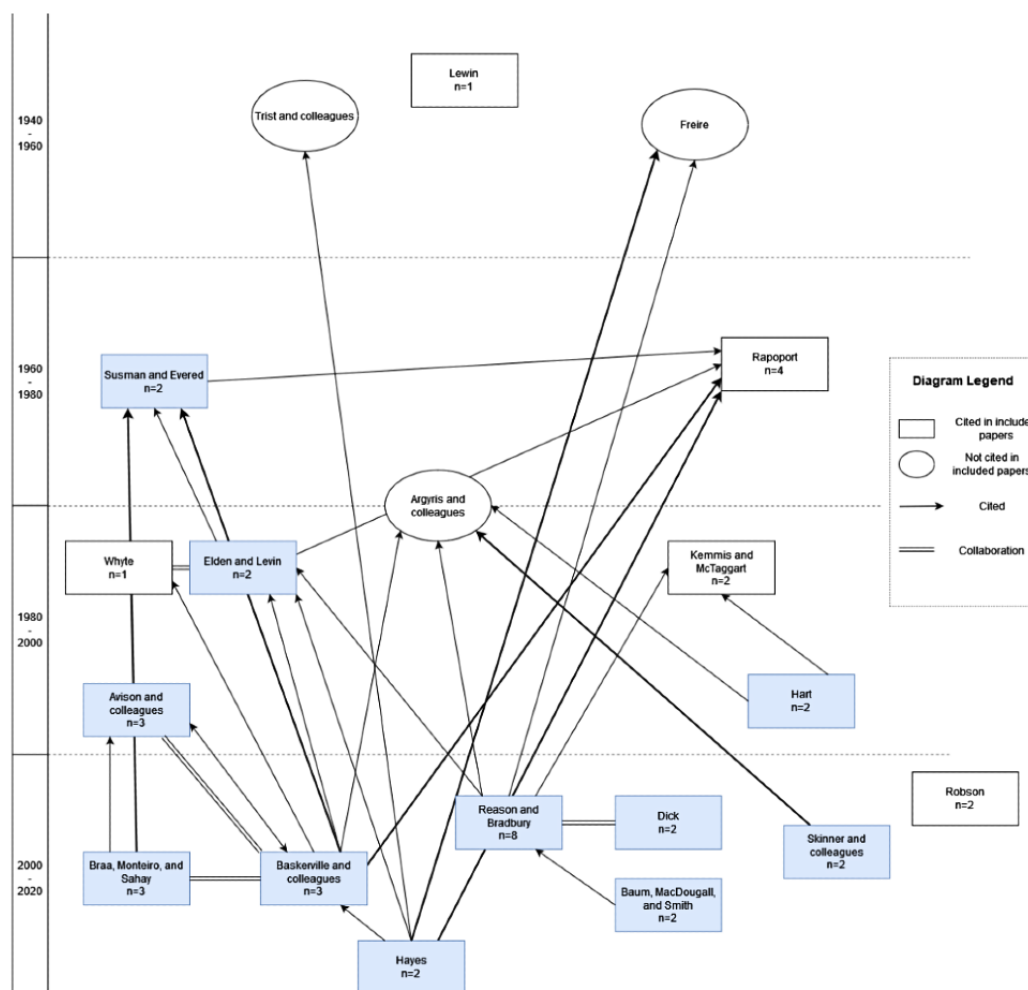 Lewin
n=1
Trist and colleagues
Freire
1940
-
1960
Susman and Evered
n=2
Rapoport
n=4
1960
-
1980
Diagram Legend
Cited in include
papers
Not cited in
included papers
Cited
Collaboration
Argyris and
colleagues
Whyte
n=1
Elden and Levin
n=2
Kemmis and
McTaggart
n=2
1980
-
2000
Avison and
colleagues
n=3
Hart
n=2
Robson
n=2
Reason and
Bradbury
n=8
Dick
n=2
Skinner and
colleagues
n=2
2000
-
2020
Braa, Monteiro, and
Sahay
n=3
Baskerville and
colleagues
n=3
Baum, MacDougall,
and Smith
n=2
Hayes
n=2